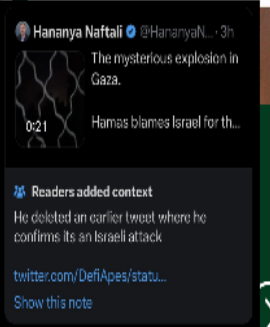 Hananya Naftali @HananyaN... · 3h
The mysterious explosion in
Gaza.
Hamas blames Israel for th...
0:21
Readers added context
He deleted an earlier tweet where he
confirms its an Israeli attack
twitter.com/DefiApes/statu...
Show this note